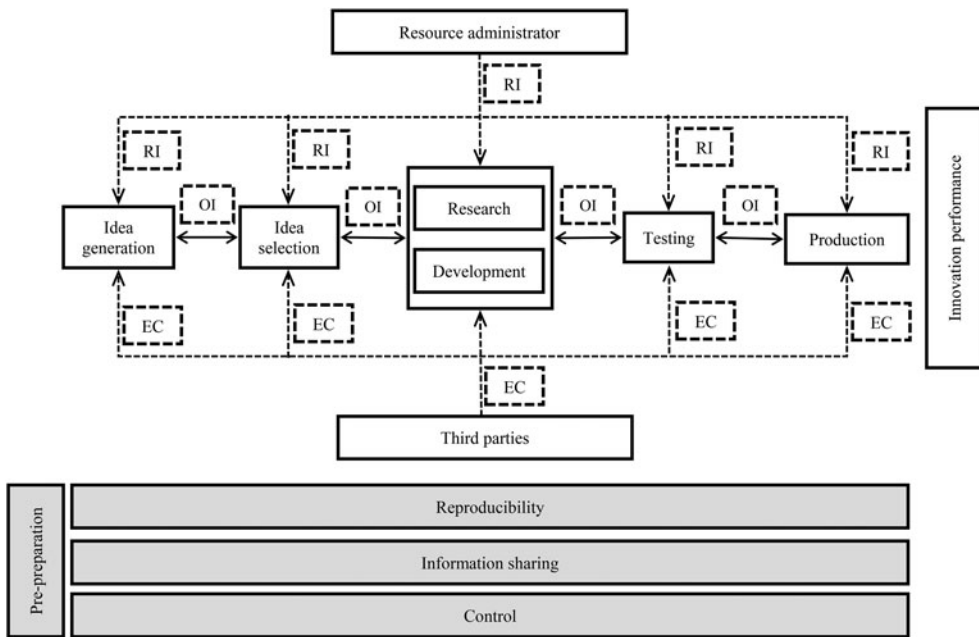 Resource administrator
RI
RI
RI
RI
RI
OI
OI
OI
OI
Idea
generation
Idea
selection
Research
Development
Testing
Production
EC
EC
EC
EC
EC
Third parties
Innovation performance
Pre-preparation
Reproducibility
Information sharing
Control